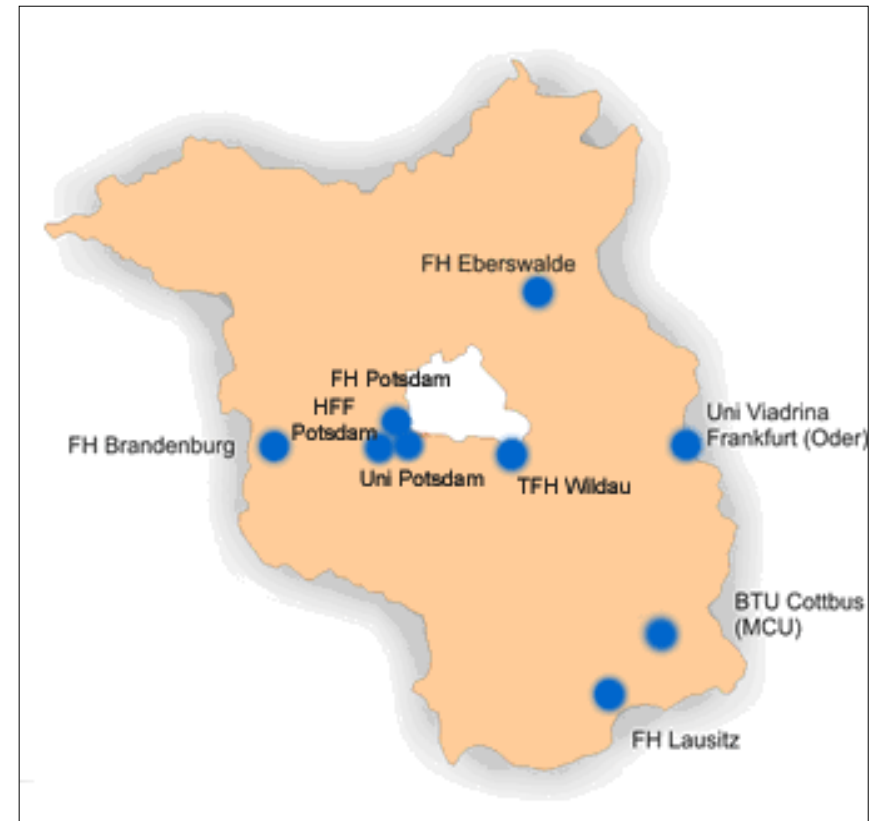 FH Eberswalde
FH Potsdam
HFF
Potsdam
FH Brandenburg
Uni Potsdam
TFH Wildau
Uni Viadrina
Frankfurt (Oder)
BTU Cottbus
(MCU)
FH Lausitz